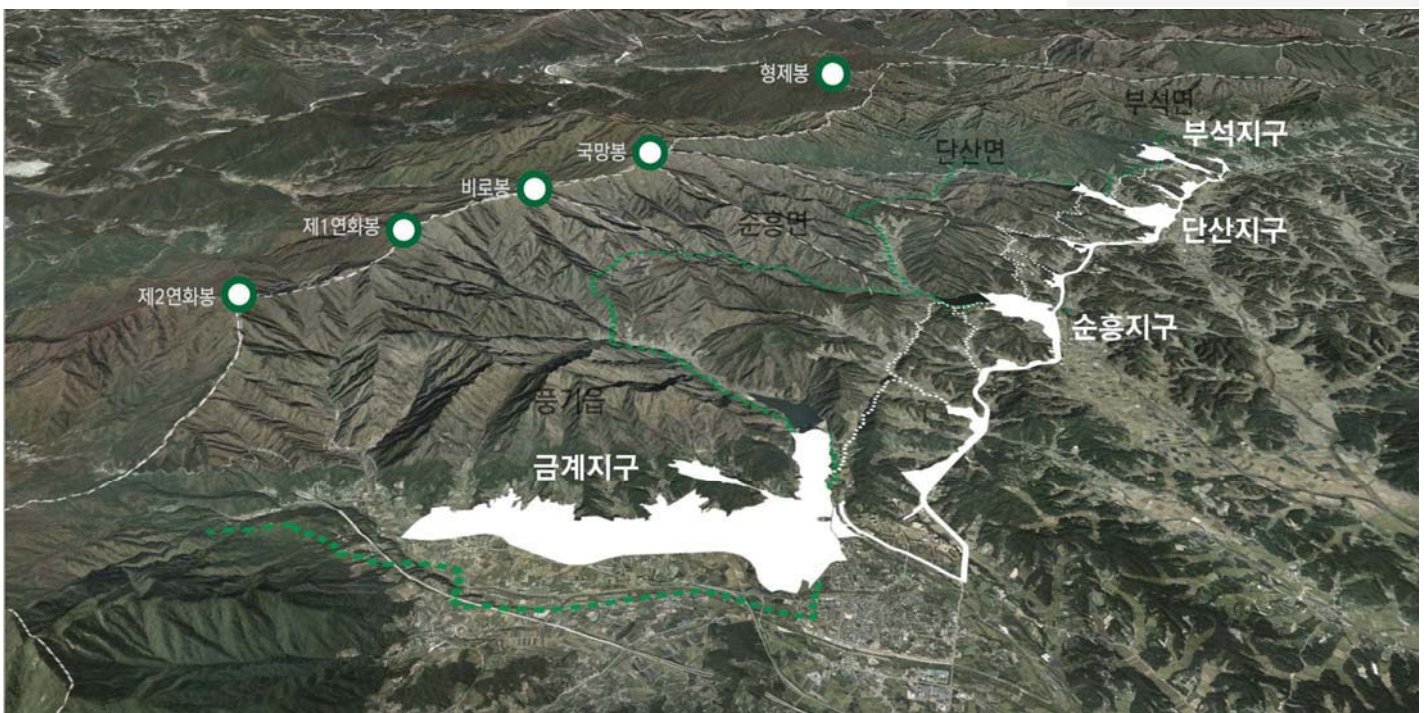 형제봉
부석면
부석지구
국망봉
단산면
비로봉
제1연화봉
순흥면
단산지구
제2연화봉
순흥지구
풍기읍
금계지구